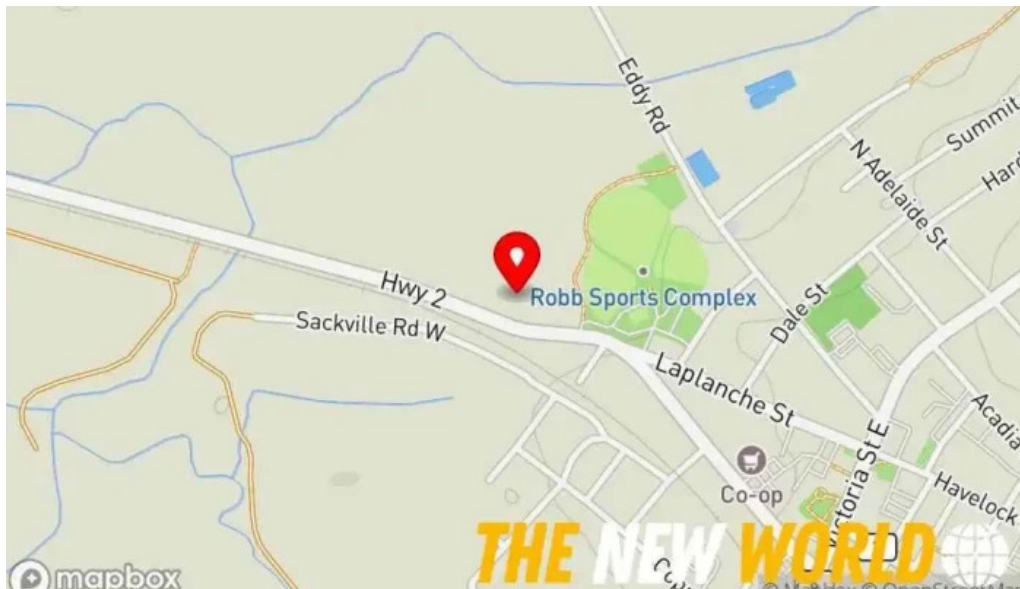 Eddy Rd
Summit
N Adelaide St
Hard
Hwy 2
Robb Sports Complex
Sackville Rd W
Dale St
Laplanche St
Acadia
Victoria St E
Co-op
Havelock
THE NEW WORLD
mapbox